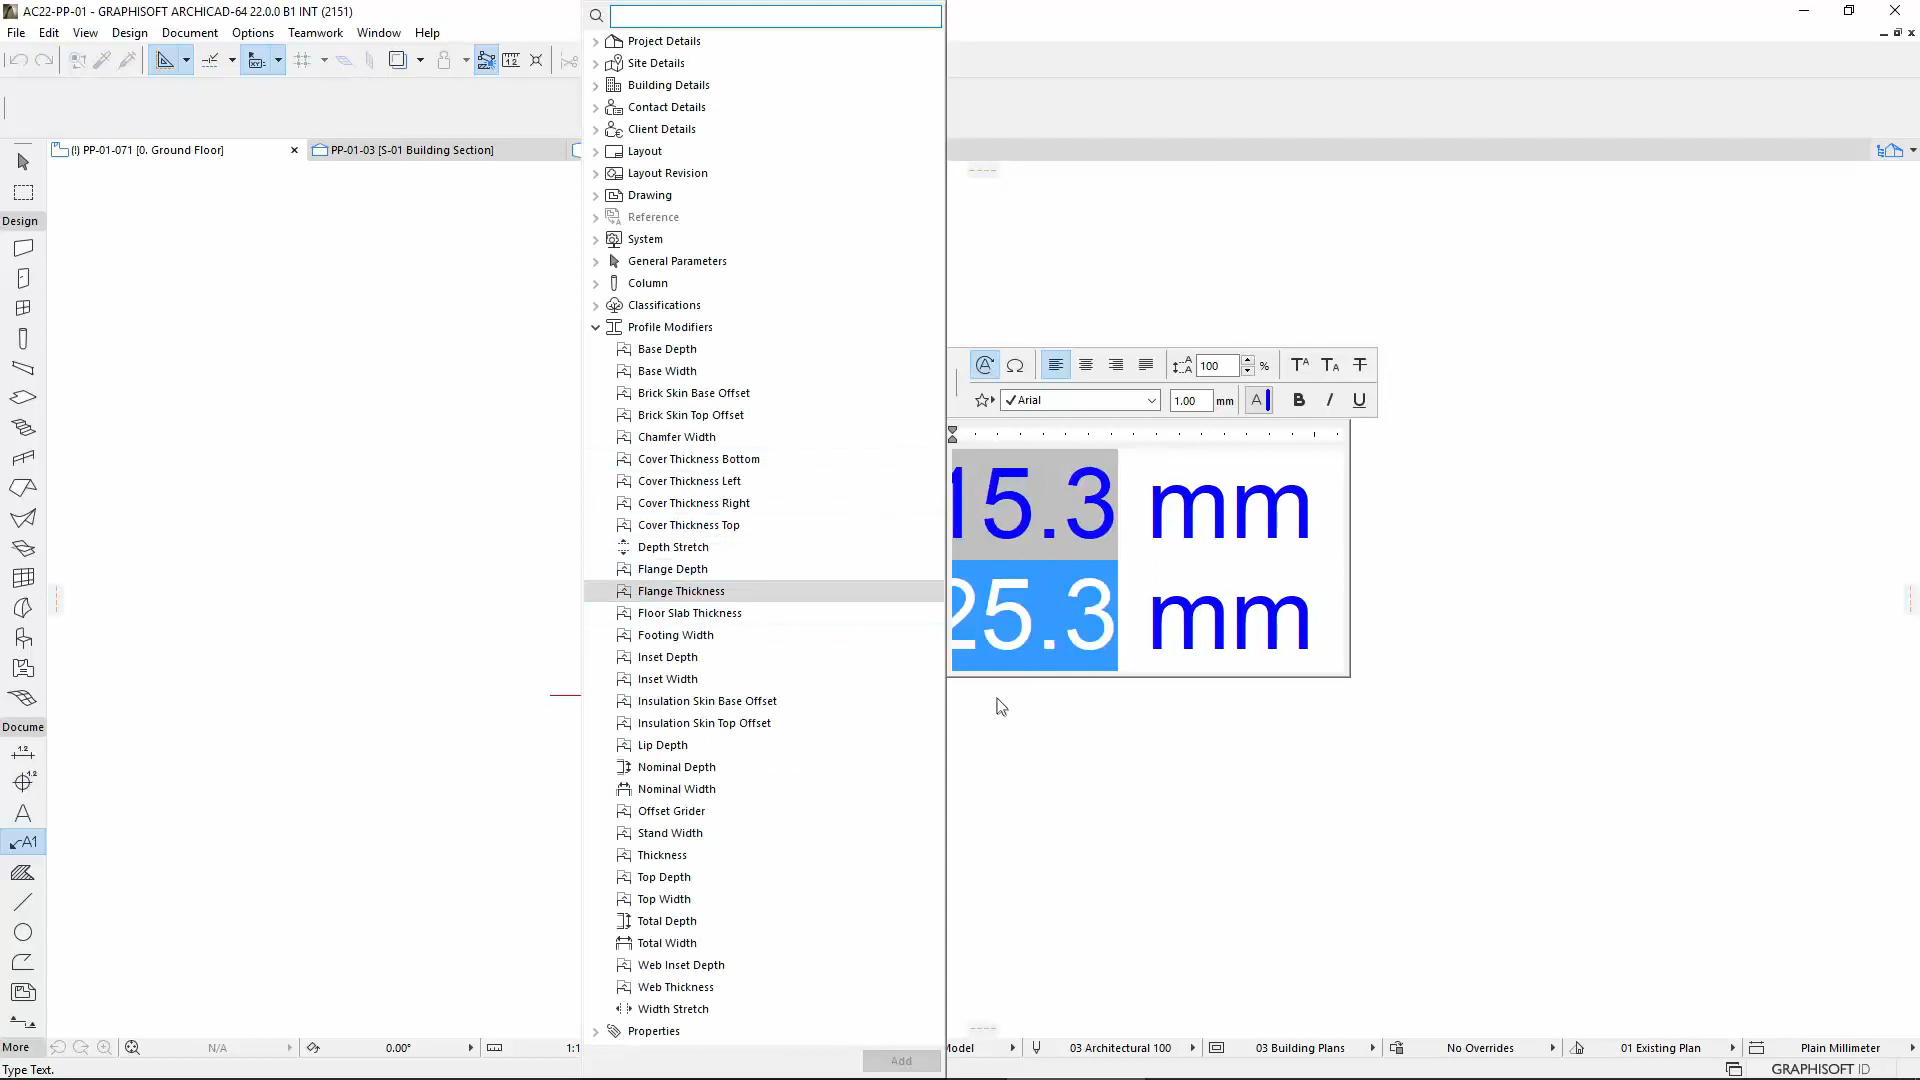 AC22-PP-01 - GRAPHISOFT ARCHICAD-64 22.0.0 B1 INT (2151)
File Edit View Design Document Options Teamwork Window Help
(!) PP-01-071 [0. Ground Floor]
PP-01-03 [S-01 Building Section]
Design
Docume
More
Project Details
Site Details
Building Details
Contact Details
Client Details
Layout
Layout Revision
Drawing
Reference
System
General Parameters
Column
Classifications
Profile Modifiers
Base Depth
Base Width
Brick Skin Base Offset
Brick Skin Top Offset
Chamfer Width
Cover Thickness Bottom
Cover Thickness Left
Cover Thickness Right
Cover Thickness Top
Depth Stretch
Flange Depth
Flange Thickness
Floor Slab Thickness
Footing Width
Inset Depth
Inset Width
Insulation Skin Base Offset
Insulation Skin Top Offset
Lip Depth
Nominal Depth
Nominal Width
Offset Grider
Stand Width
Thickness
Top Depth
Top Width
Total Depth
Total Width
Web Inset Depth
Web Thickness
Width Stretch
Properties
Add
100 %
Arial 1.00 mm A B I U
15.3 mm
25.3 mm
N/A 0.00° 1:1
odel 03 Architectural 100 03 Building Plans No Overrides 01 Existing Plan Plain Millimeter
Type Text.
GRAPHISOFT ID